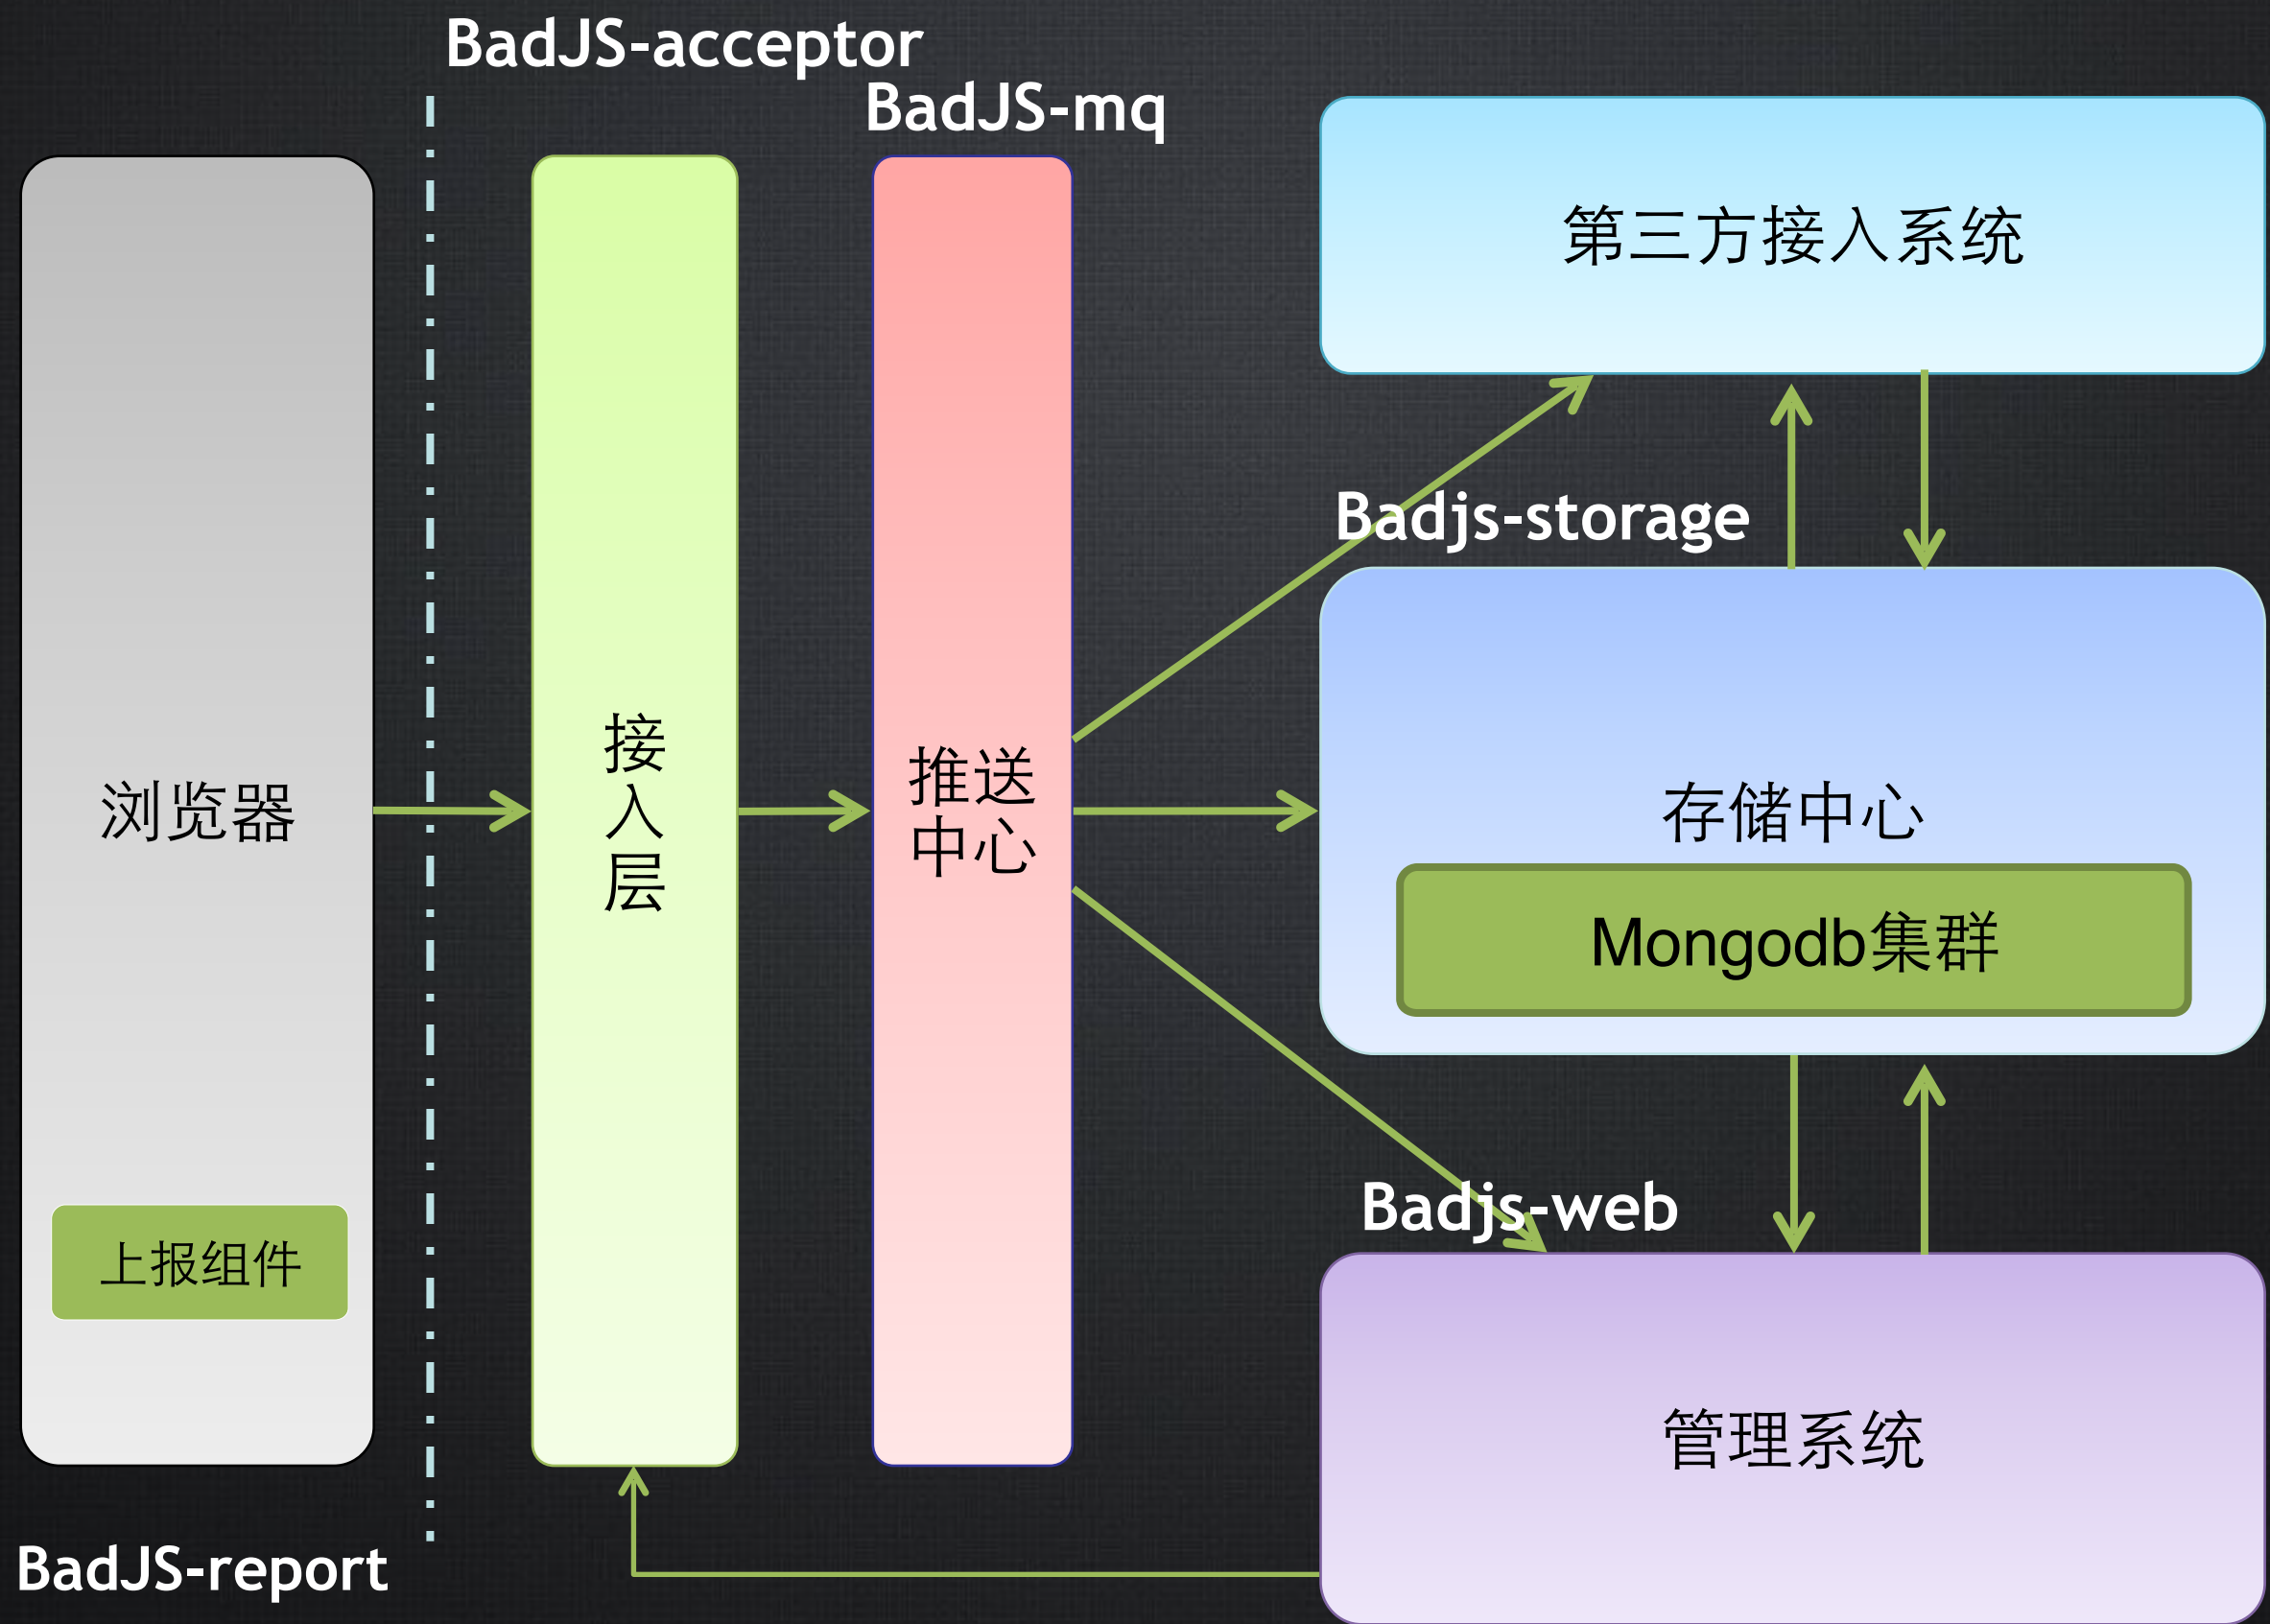 BadJS-acceptor
BadJS-mq
第三方接入系统
Badjs-storage
浏览器
接
入
层
推送
中心
存储中心
Mongodb集群
Badjs-web
上报组件
管理系统
BadJS-report